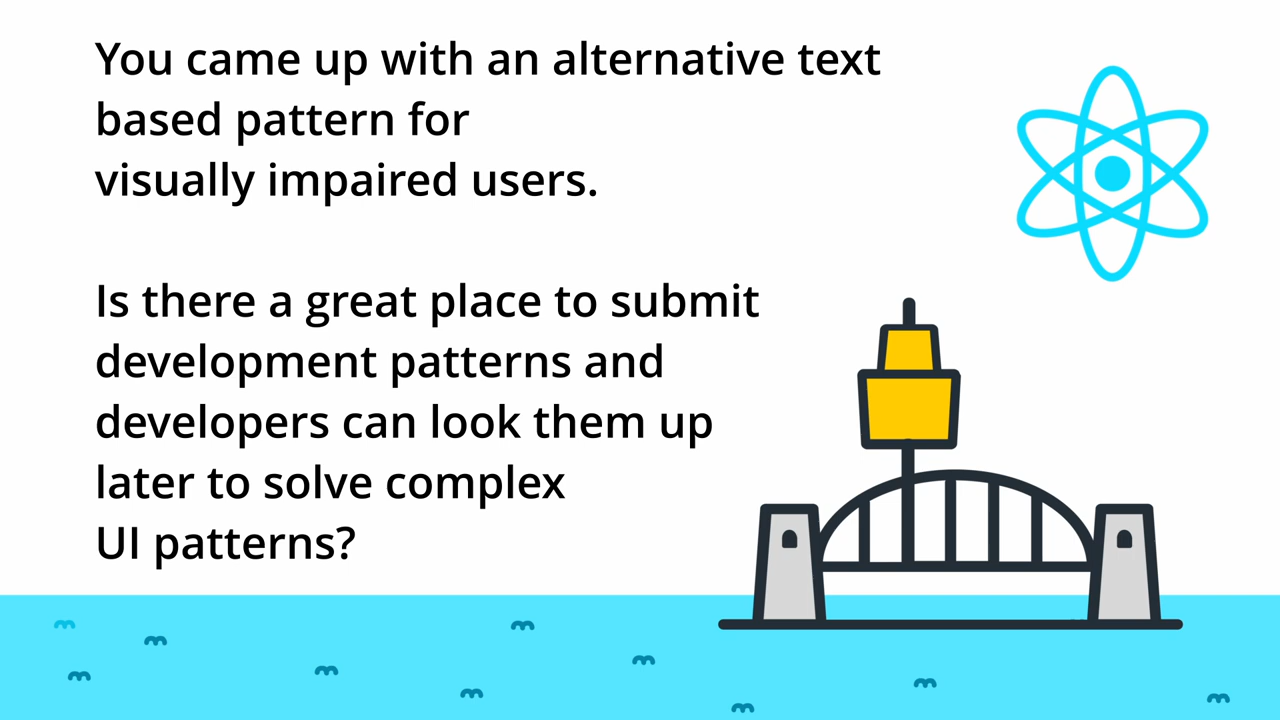 You came up with an alternative text
based pattern for
visually impaired users.
Is there a great place to submit
development patterns and
developers can look them up
later to solve complex
UI patterns?